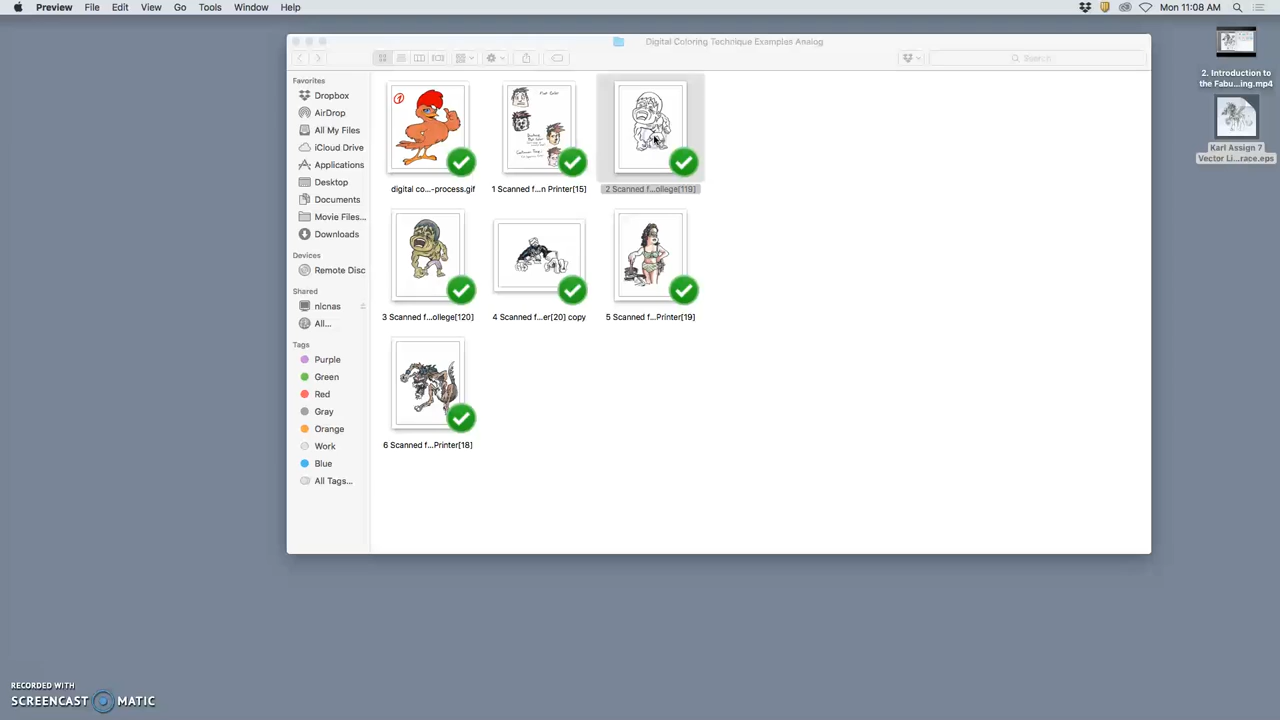 Preview File Edit View Go Tools Window Help Mon 11:08 AM
Digital Coloring Technique Examples Analog
Search
Favorites
Dropbox
AirDrop
All My Files
iCloud Drive
Applications
Desktop
Documents
Movie Files...
Downloads
Devices
Remote Disc
Shared
nlcnas
All...
Tags
Purple
Green
Red
Gray
Orange
Work
Blue
All Tags...
digital co...-process.gif
1 Scanned f...n Printer[15]
2 Scanned f...ollege[119]
3 Scanned f...ollege[120]
4 Scanned f...er[20] copy
5 Scanned f...Printer[19]
6 Scanned f...Printer[18]
Flat Color
2. Introduction to
the Fabu...ing.mp4
Karl Assign 7
Vector Li...race.eps
RECORDED WITH
SCREENCAST MATIC